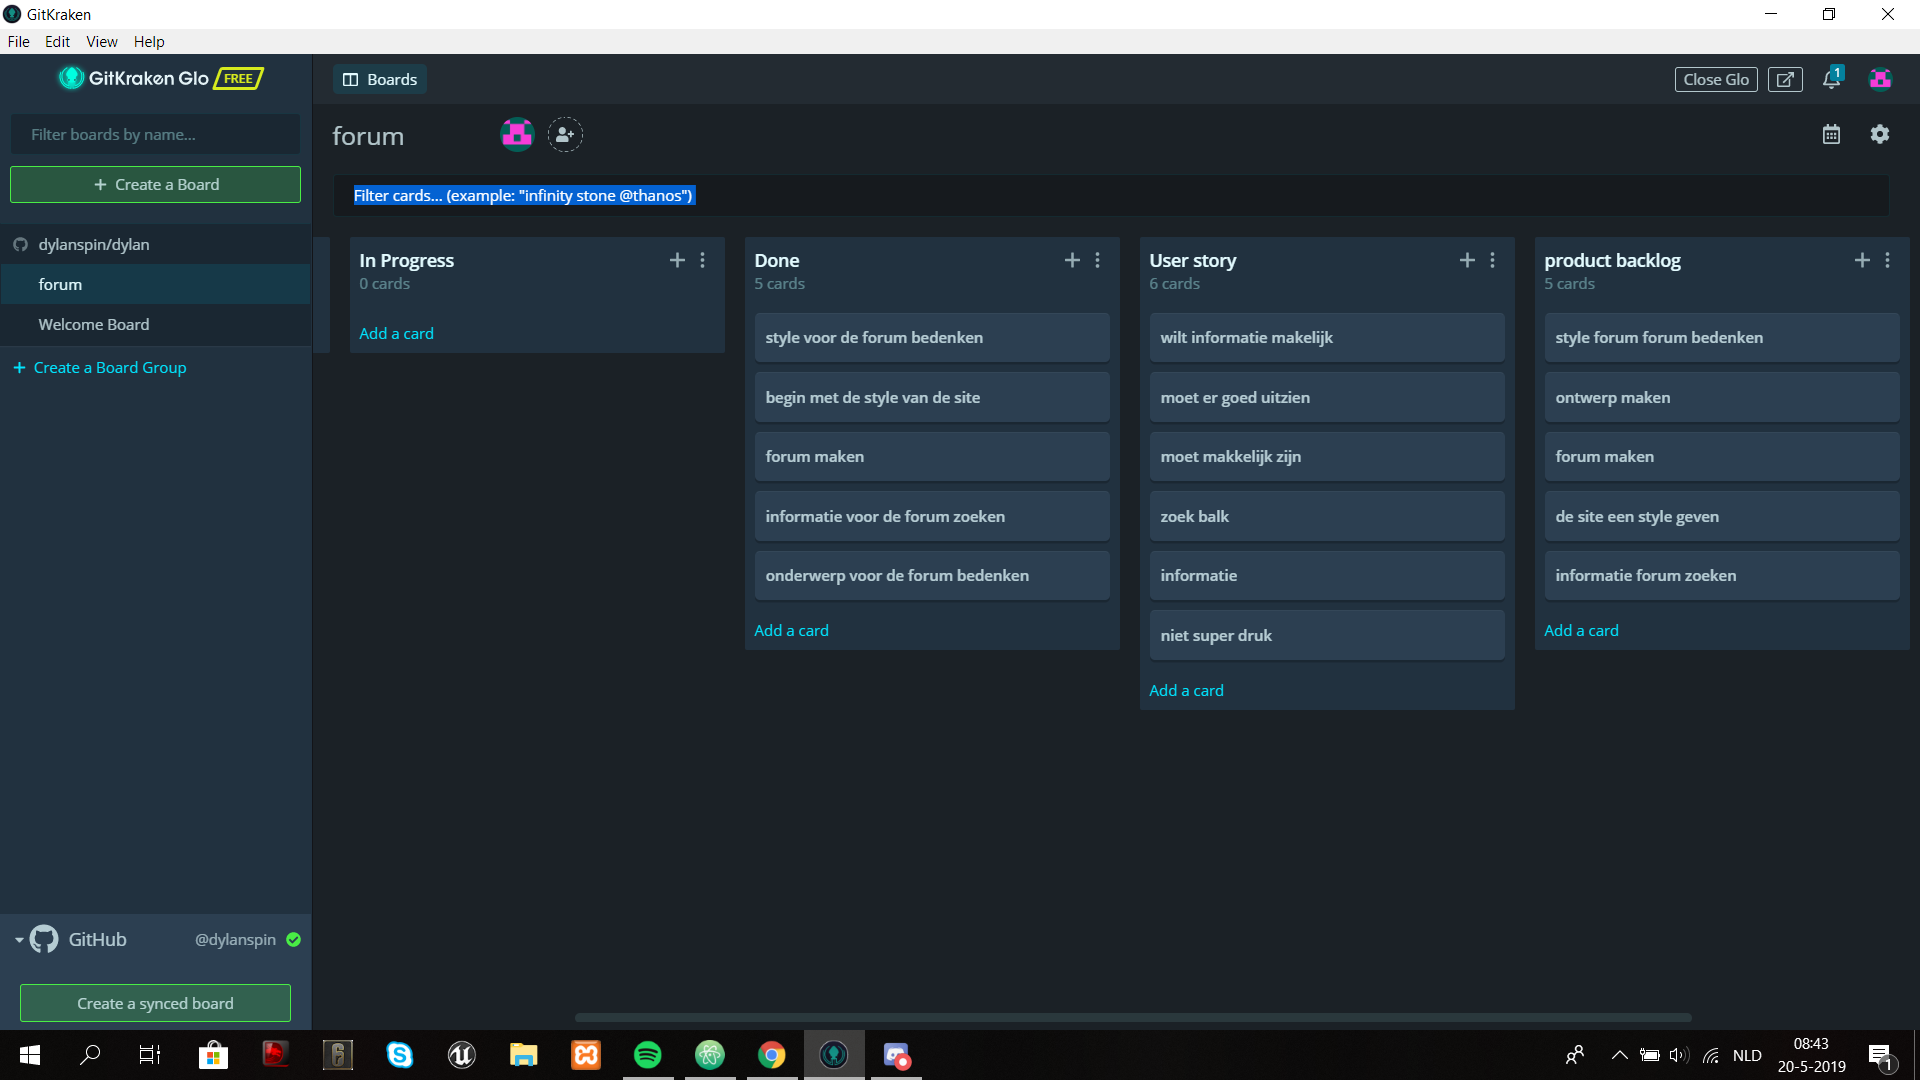 GitKraken
File Edit View Help
GitKraken Glo FREE
Filter boards by name...
+ Create a Board
dylanspin/dylan
forum
Welcome Board
+ Create a Board Group
GitHub @dylanspin
Create a synced board
Boards
Close Glo
1
forum
Filter cards... (example: "infinity stone @thanos")
In Progress
0 cards
Add a card
Done
5 cards
style voor de forum bedenken
begin met de style van de site
forum maken
informatie voor de forum zoeken
onderwerp voor de forum bedenken
Add a card
User story
6 cards
wilt informatie makelijk
moet er goed uitzien
moet makkelijk zijn
zoek balk
informatie
niet super druk
Add a card
product backlog
5 cards
style forum forum bedenken
ontwerp maken
forum maken
de site een style geven
informatie forum zoeken
Add a card
NLD
08:43
20-5-2019
1